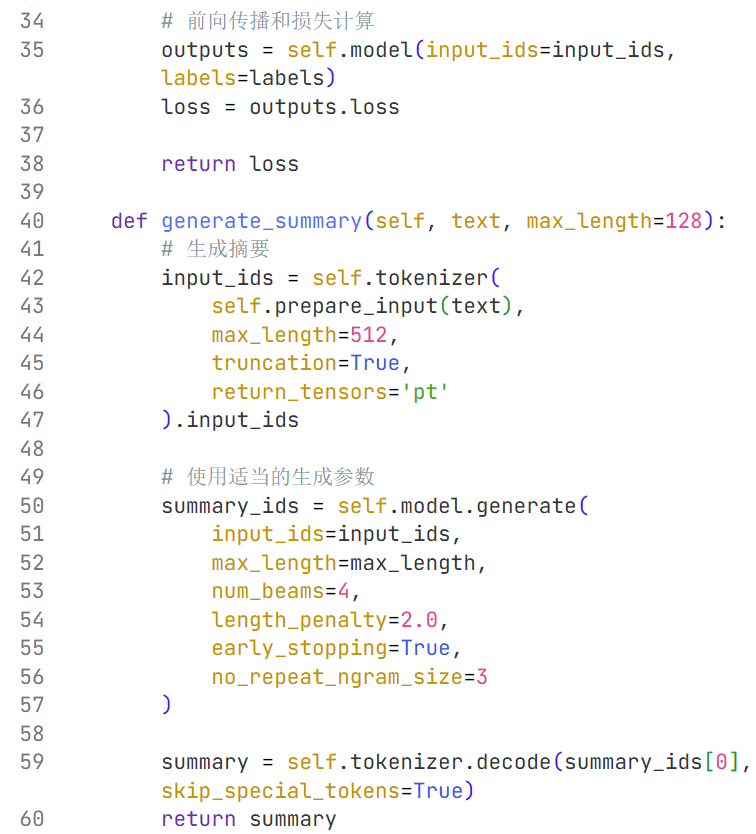 34        # 前向传播和损失计算
35        outputs = self.model(input_ids=input_ids,
          labels=labels)
36        loss = outputs.loss
37
38        return loss
39
40    def generate_summary(self, text, max_length=128):
41        # 生成摘要
42        input_ids = self.tokenizer(
43            self.prepare_input(text),
44            max_length=512,
45            truncation=True,
46            return_tensors='pt'
47        ).input_ids
48
49        # 使用适当的生成参数
50        summary_ids = self.model.generate(
51            input_ids=input_ids,
52            max_length=max_length,
53            num_beams=4,
54            length_penalty=2.0,
55            early_stopping=True,
56            no_repeat_ngram_size=3
57        )
58
59        summary = self.tokenizer.decode(summary_ids[0],
          skip_special_tokens=True)
60        return summary